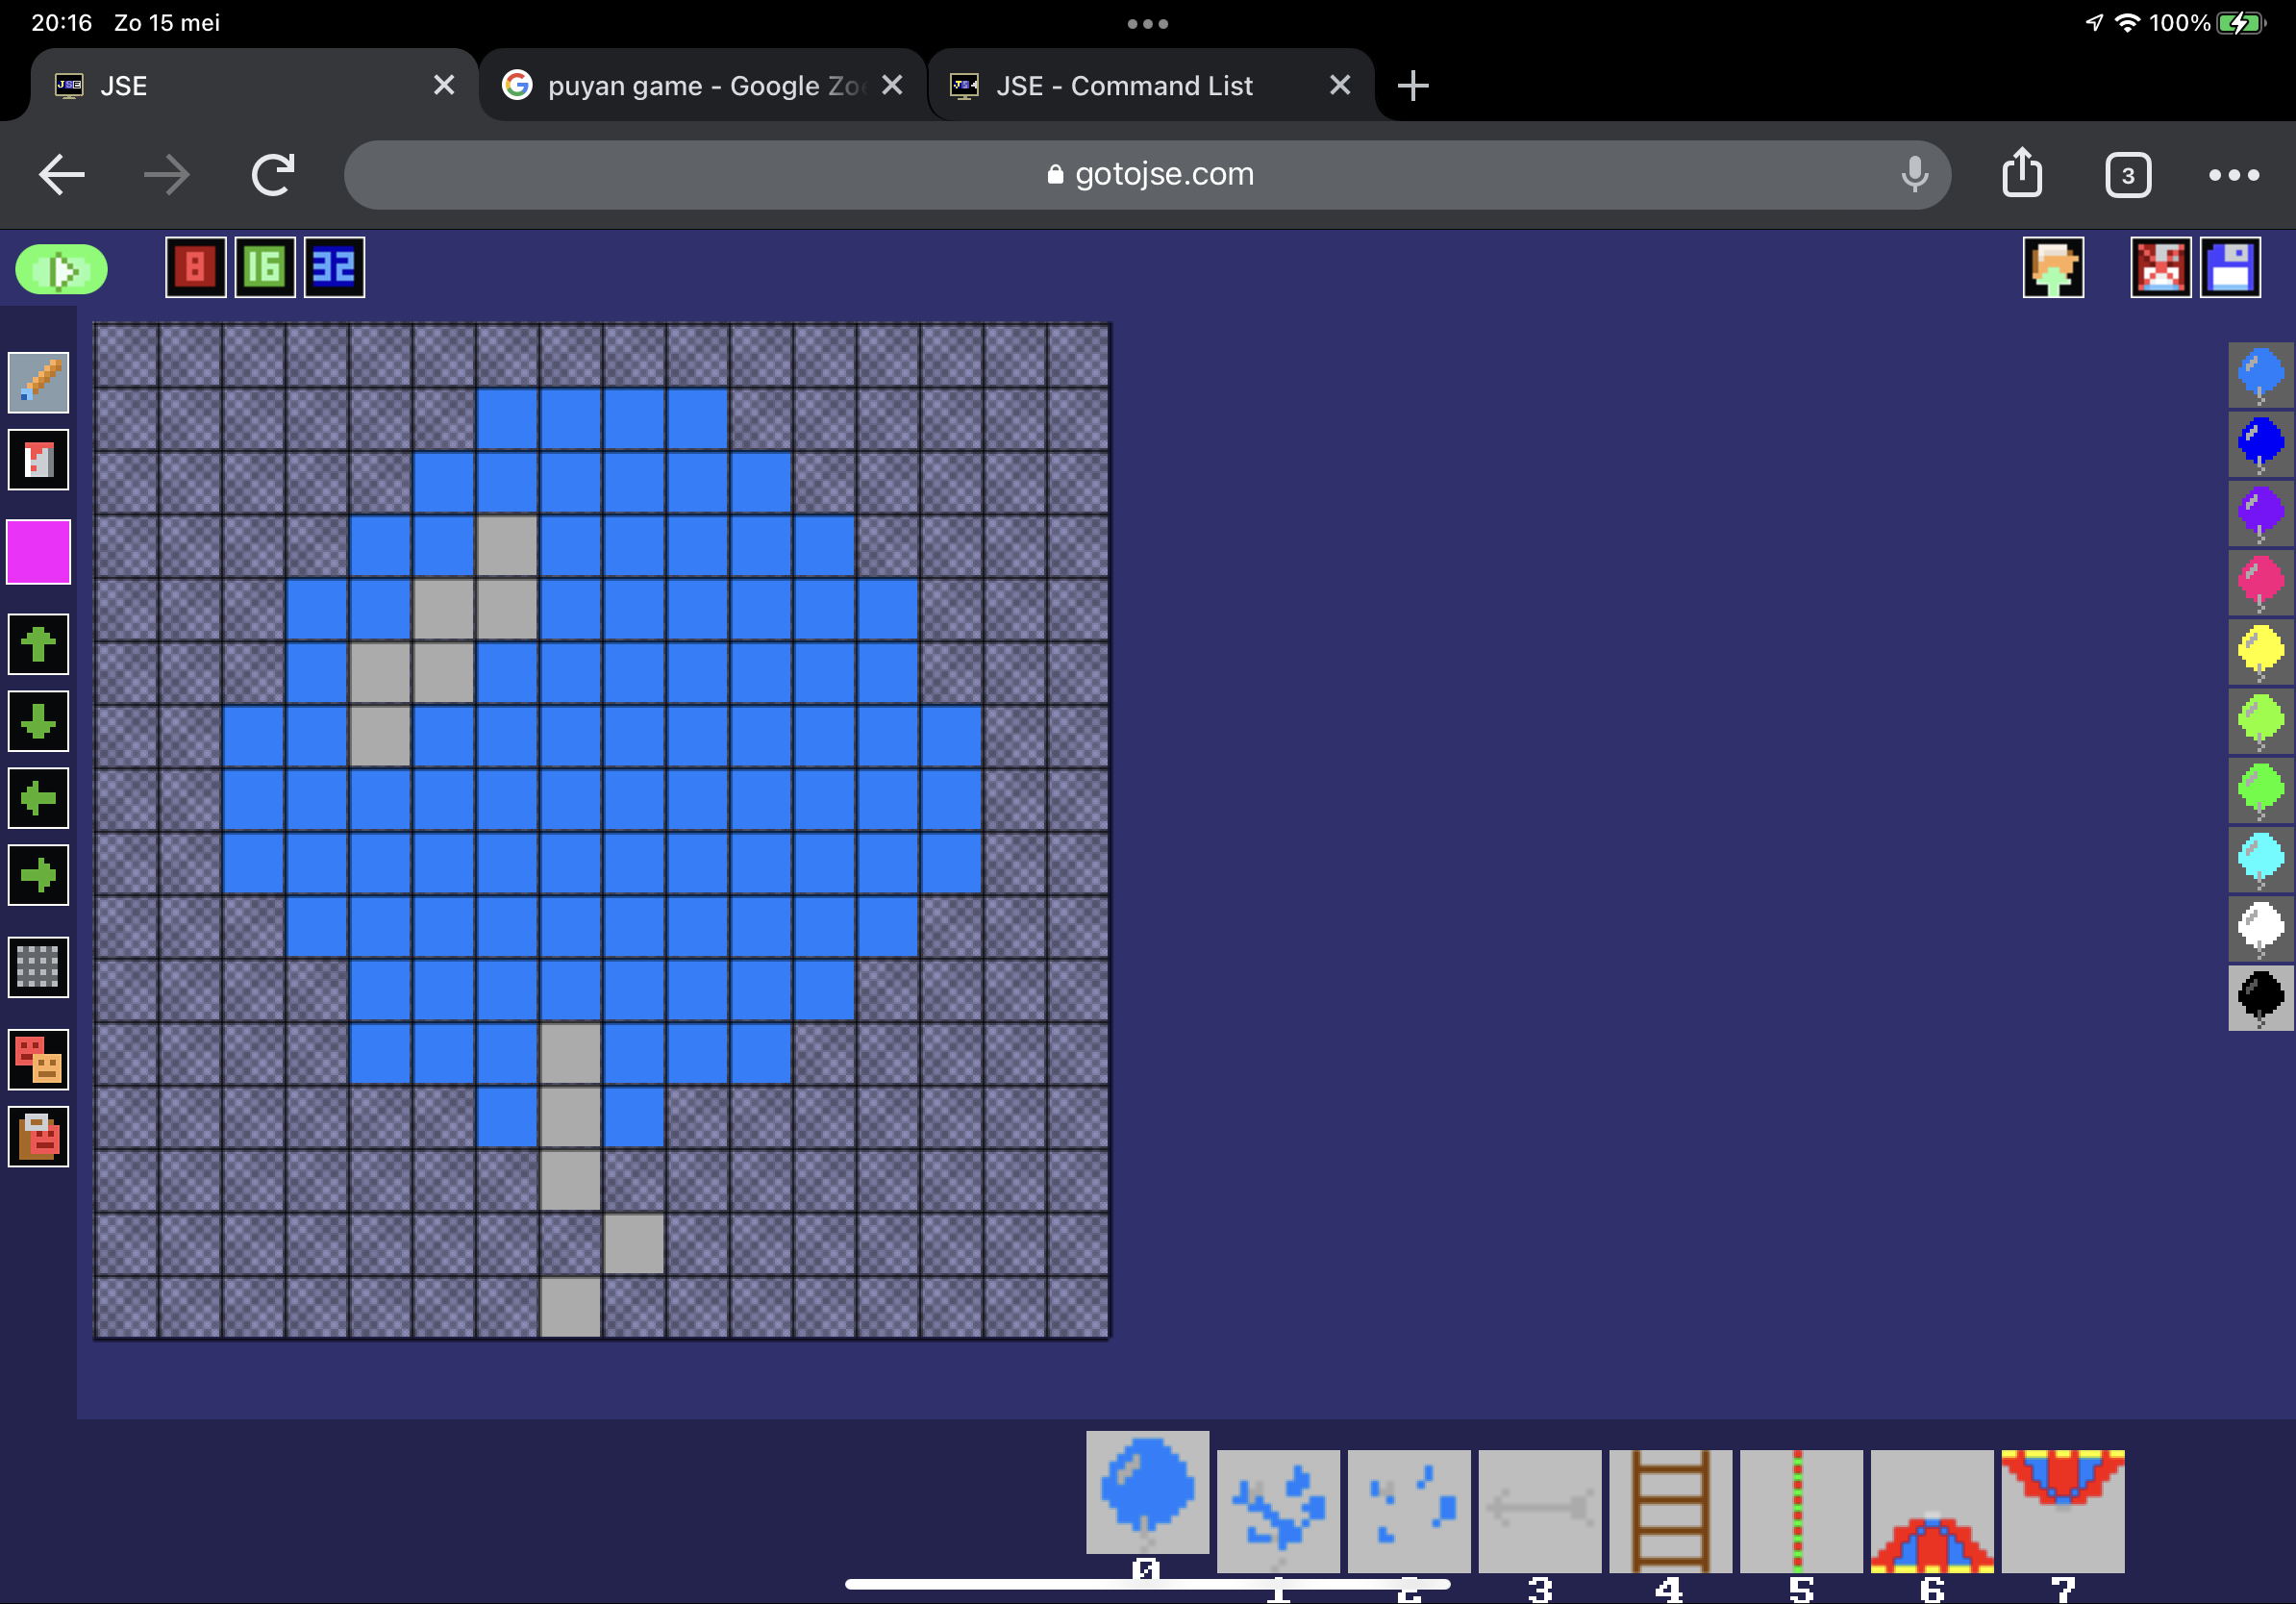 20:16 Zo 15 mei
100%
JSE
puyan game - Google Zoe
JSE - Command List
gotojse.com
3
8 16 32
0 1 2 3 4 5 6 7